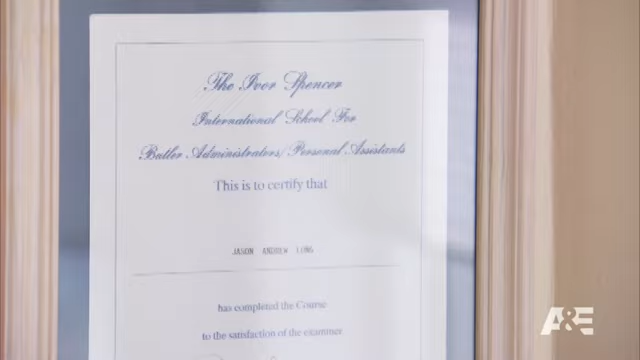 The Ivor Spencer
International School For
Butler Administrators/Personal Assistants
This is to certify that
JASON ANDREW LONG
has completed the Course
to the satisfaction of the examiner
A&E